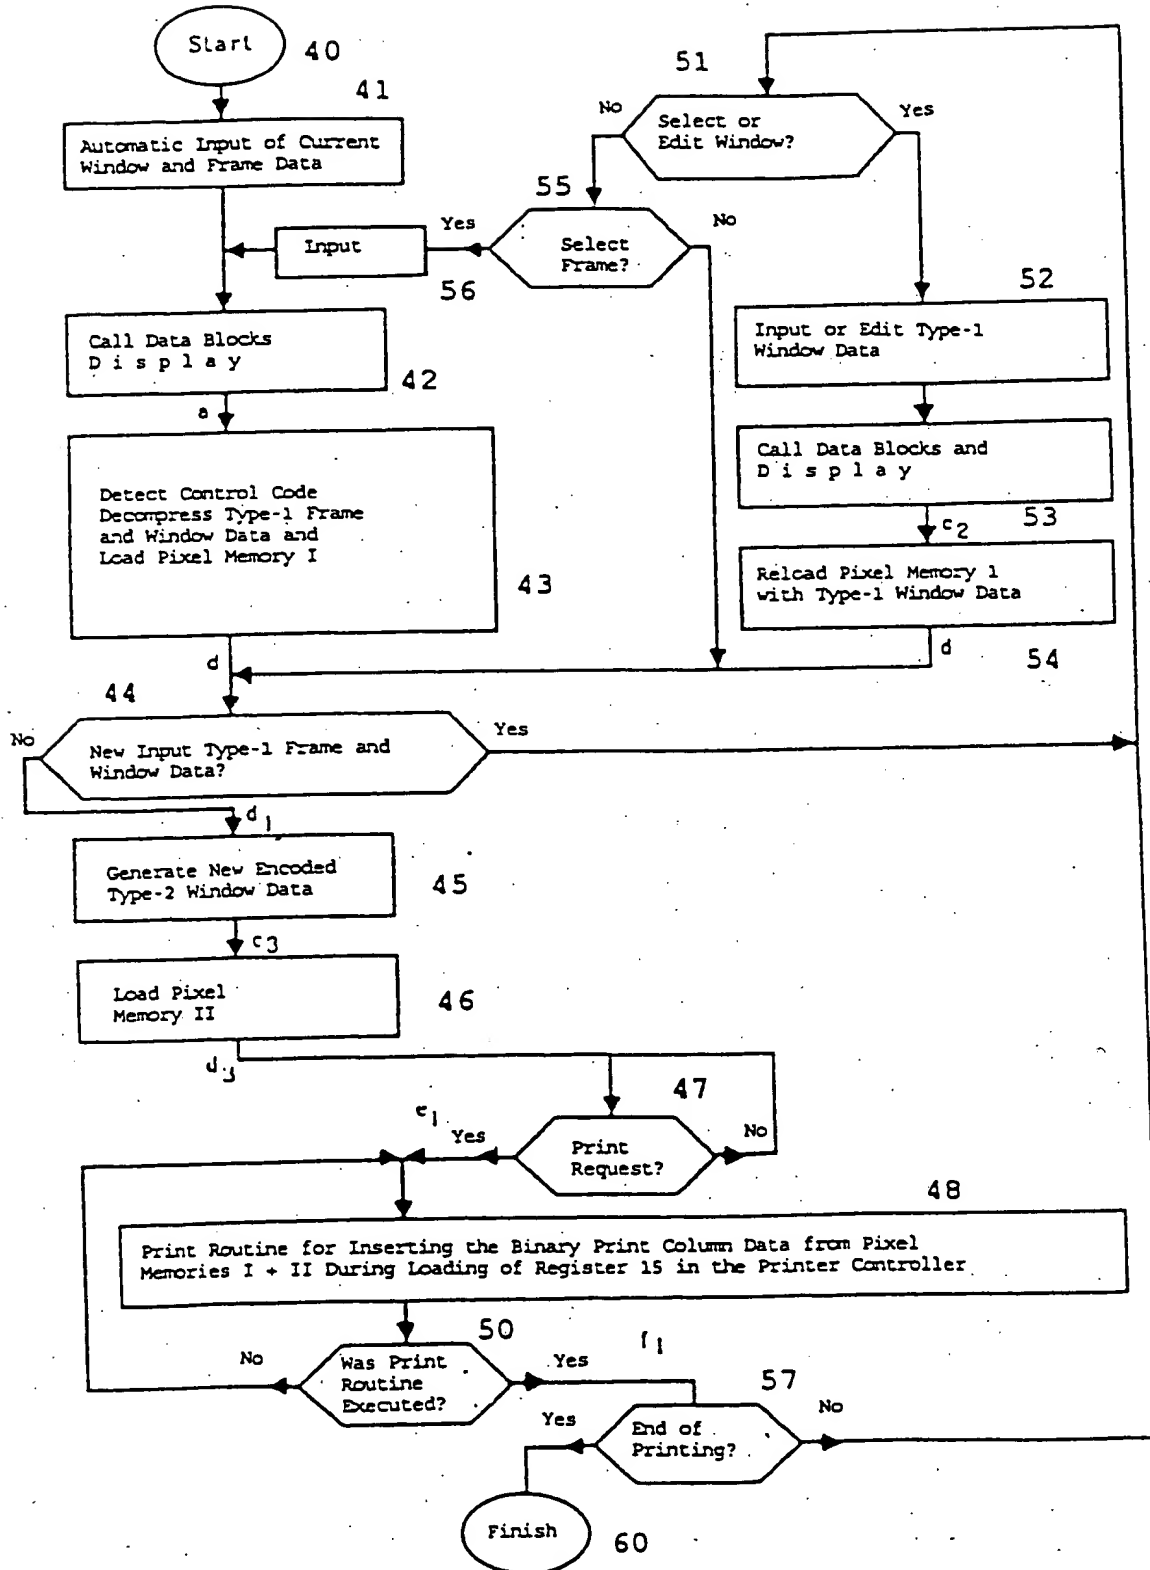 Start
40
41
Automatic Input of Current
Window and Frame Data
51
No
Select or
Edit Window?
Yes
55
Yes
Select
Frame?
No
Input
56
52
Input or Edit Type-1
Window Data
Call Data Blocks
D i s p l a y
42
a
Call Data Blocks and
D i s p l a y
53
c2
Detect Control Code
Decompress Type-1 Frame
and Window Data and
Load Pixel Memory I
43
Reload Pixel Memory 1
with Type-1 Window Data
54
d
d
44
No
New Input Type-1 Frame and
Window Data?
Yes
d1
Generate New Encoded
Type-2 Window Data
45
c3
Load Pixel
Memory II
46
d3
47
e1
Yes
Print
Request?
No
48
Print Routine for Inserting the Binary Print Column Data from Pixel
Memories I + II During Loading of Register 15 in the Printer Controller
50
No
Was Print
Routine
Executed?
Yes
f1
57
Yes
End of
Printing?
No
Finish
60